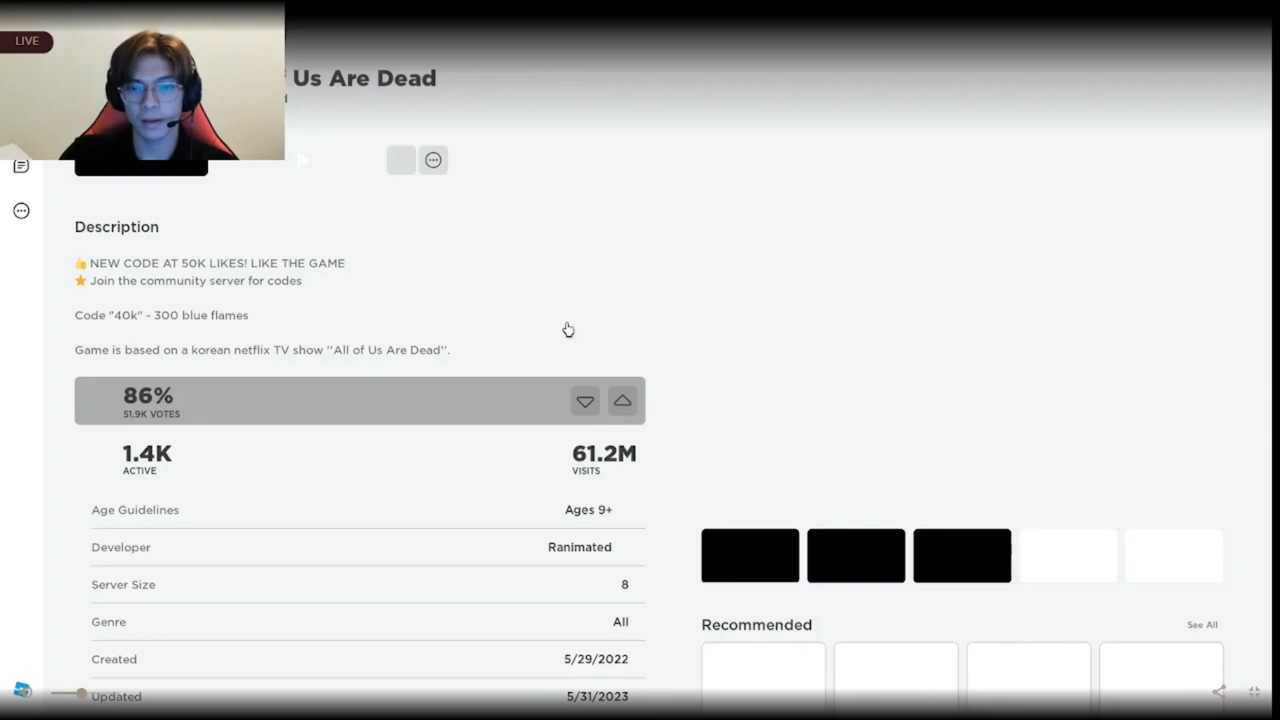 LIVE
Us Are Dead
Description
👍 NEW CODE AT 50K LIKES! LIKE THE GAME
⭐ Join the community server for codes
Code "40k" - 300 blue flames
Game is based on a korean netflix TV show ''All of Us Are Dead''.
86%
51.9K VOTES
1.4K
ACTIVE
61.2M
VISITS
Age Guidelines
Ages 9+
Developer
Ranimated
Server Size
8
Genre
All
Created
5/29/2022
Updated
5/31/2023
Recommended
See All